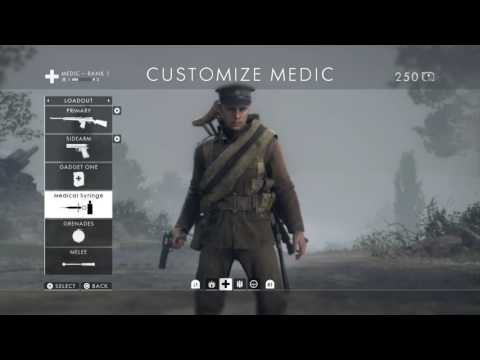 MEDIC – RANK 1
CUSTOMIZE MEDIC
250
LOADOUT
PRIMARY
SIDEARM
GADGET ONE
Medical Syringe
GRENADES
MELEE
SELECT
BACK